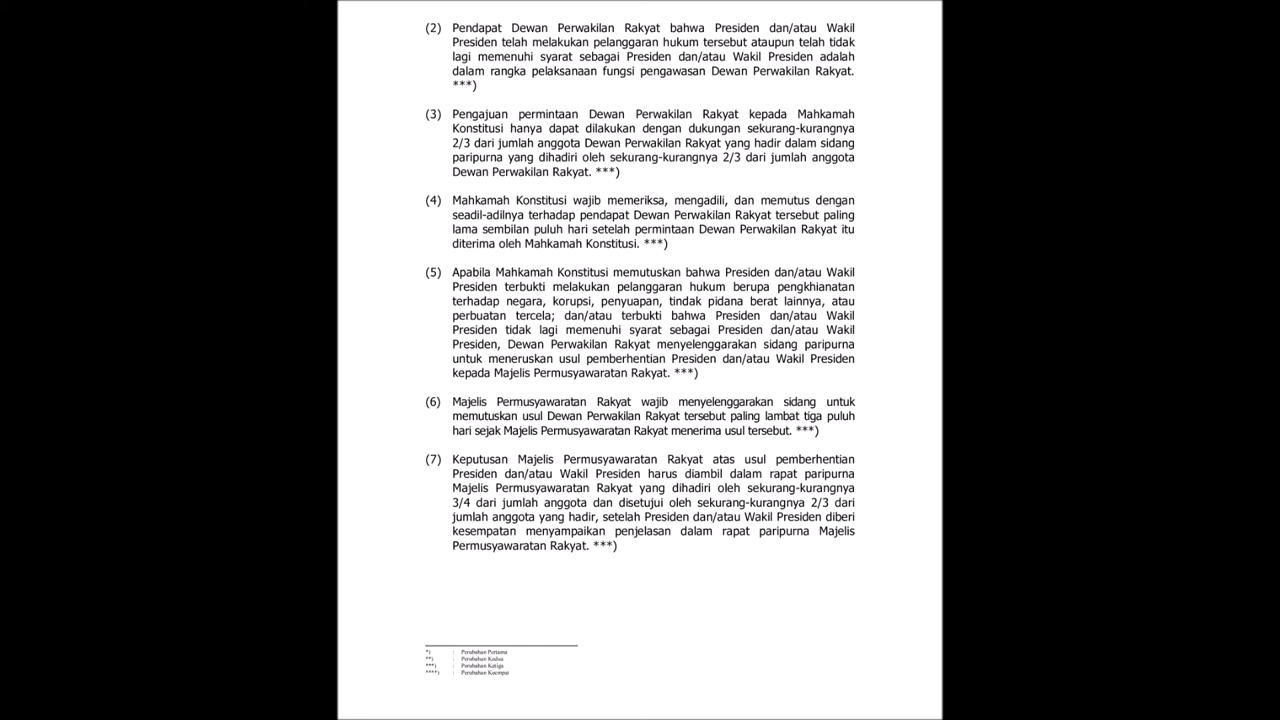 (2) Pendapat Dewan Perwakilan Rakyat bahwa Presiden dan/atau Wakil
Presiden telah melakukan pelanggaran hukum tersebut ataupun telah tidak
lagi memenuhi syarat sebagai Presiden dan/atau Wakil Presiden adalah
dalam rangka pelaksanaan fungsi pengawasan Dewan Perwakilan Rakyat.
***)
(3) Pengajuan permintaan Dewan Perwakilan Rakyat kepada Mahkamah
Konstitusi hanya dapat dilakukan dengan dukungan sekurang-kurangnya
2/3 dari jumlah anggota Dewan Perwakilan Rakyat yang hadir dalam sidang
paripurna yang dihadiri oleh sekurang-kurangnya 2/3 dari jumlah anggota
Dewan Perwakilan Rakyat. ***)
(4) Mahkamah Konstitusi wajib memeriksa, mengadili, dan memutus dengan
seadil-adilnya terhadap pendapat Dewan Perwakilan Rakyat tersebut paling
lama sembilan puluh hari setelah permintaan Dewan Perwakilan Rakyat itu
diterima oleh Mahkamah Konstitusi. ***)
(5) Apabila Mahkamah Konstitusi memutuskan bahwa Presiden dan/atau Wakil
Presiden terbukti melakukan pelanggaran hukum berupa pengkhianatan
terhadap negara, korupsi, penyuapan, tindak pidana berat lainnya, atau
perbuatan tercela; dan/atau terbukti bahwa Presiden dan/atau Wakil
Presiden tidak lagi memenuhi syarat sebagai Presiden dan/atau Wakil
Presiden, Dewan Perwakilan Rakyat menyelenggarakan sidang paripurna
untuk meneruskan usul pemberhentian Presiden dan/atau Wakil Presiden
kepada Majelis Permusyawaratan Rakyat. ***)
(6) Majelis Permusyawaratan Rakyat wajib menyelenggarakan sidang untuk
memutuskan usul Dewan Perwakilan Rakyat tersebut paling lambat tiga puluh
hari sejak Majelis Permusyawaratan Rakyat menerima usul tersebut. ***)
(7) Keputusan Majelis Permusyawaratan Rakyat atas usul pemberhentian
Presiden dan/atau Wakil Presiden harus diambil dalam rapat paripurna
Majelis Permusyawaratan Rakyat yang dihadiri oleh sekurang-kurangnya
3/4 dari jumlah anggota dan disetujui oleh sekurang-kurangnya 2/3 dari
jumlah anggota yang hadir, setelah Presiden dan/atau Wakil Presiden diberi
kesempatan menyampaikan penjelasan dalam rapat paripurna Majelis
Permusyawaratan Rakyat. ***)
*) : Perubahan Pertama
**) : Perubahan Kedua
***) : Perubahan Ketiga
****) : Perubahan Keempat